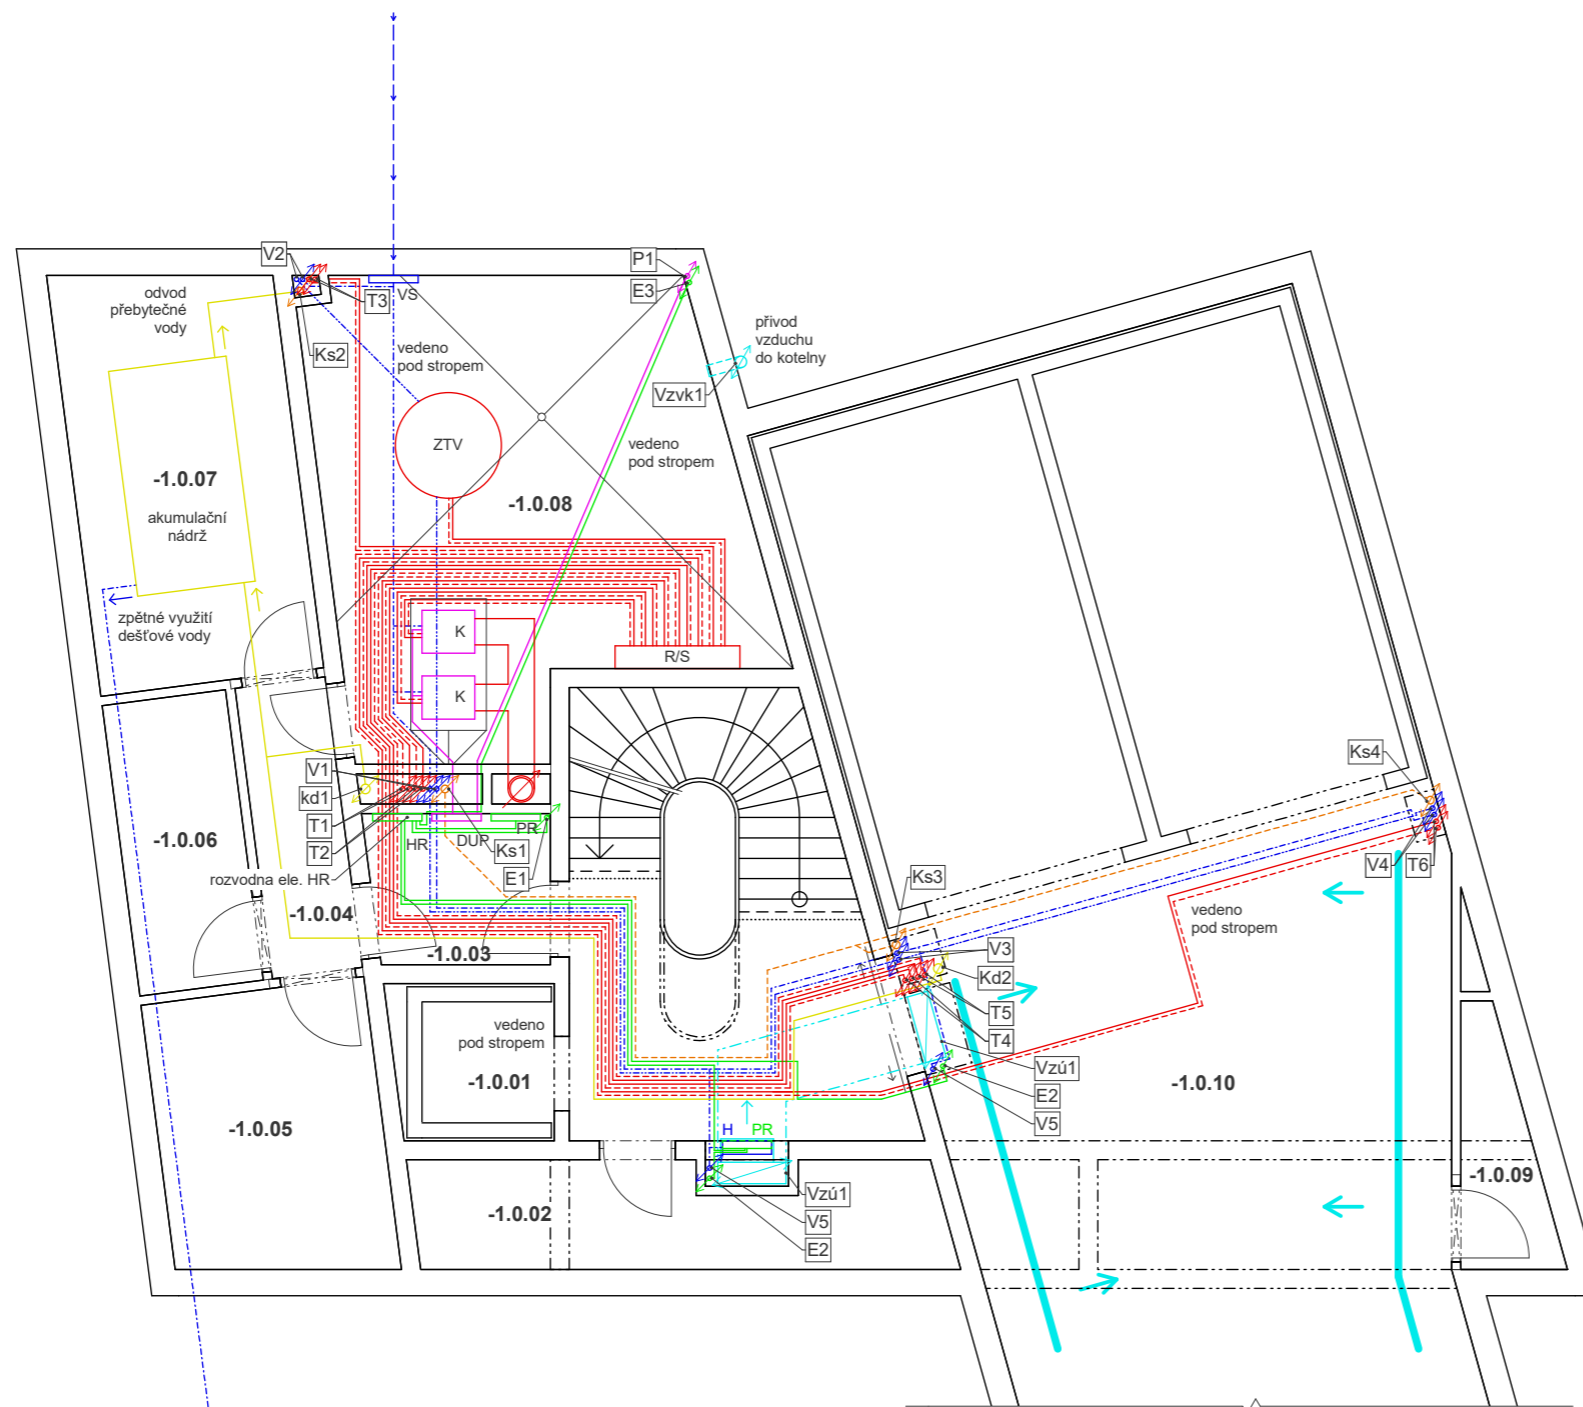 V2
P1
E3
odvod
přebytečné
vody
T3
VS
Ks2
vedeno
pod stropem
přivod
vzduchu
do kotelny
Vzvk1
ZTV
vedeno
pod stropem
-1.0.07
-1.0.08
akumulační
nádrž
zpětné využití
dešťové vody
K
R/S
K
Ks4
V1
kd1
T1
T2
HR
DUP
PR
Ks1
E1
-1.0.06
rozvodna ele. HR
V4
T6
Ks3
-1.0.04
vedeno
pod stropem
-1.0.03
V3
Kd2
T5
T4
vedeno
pod stropem
-1.0.01
Vzú1
-1.0.10
E2
V5
-1.0.05
H
PR
-1.0.09
Vzú1
-1.0.02
V5
E2